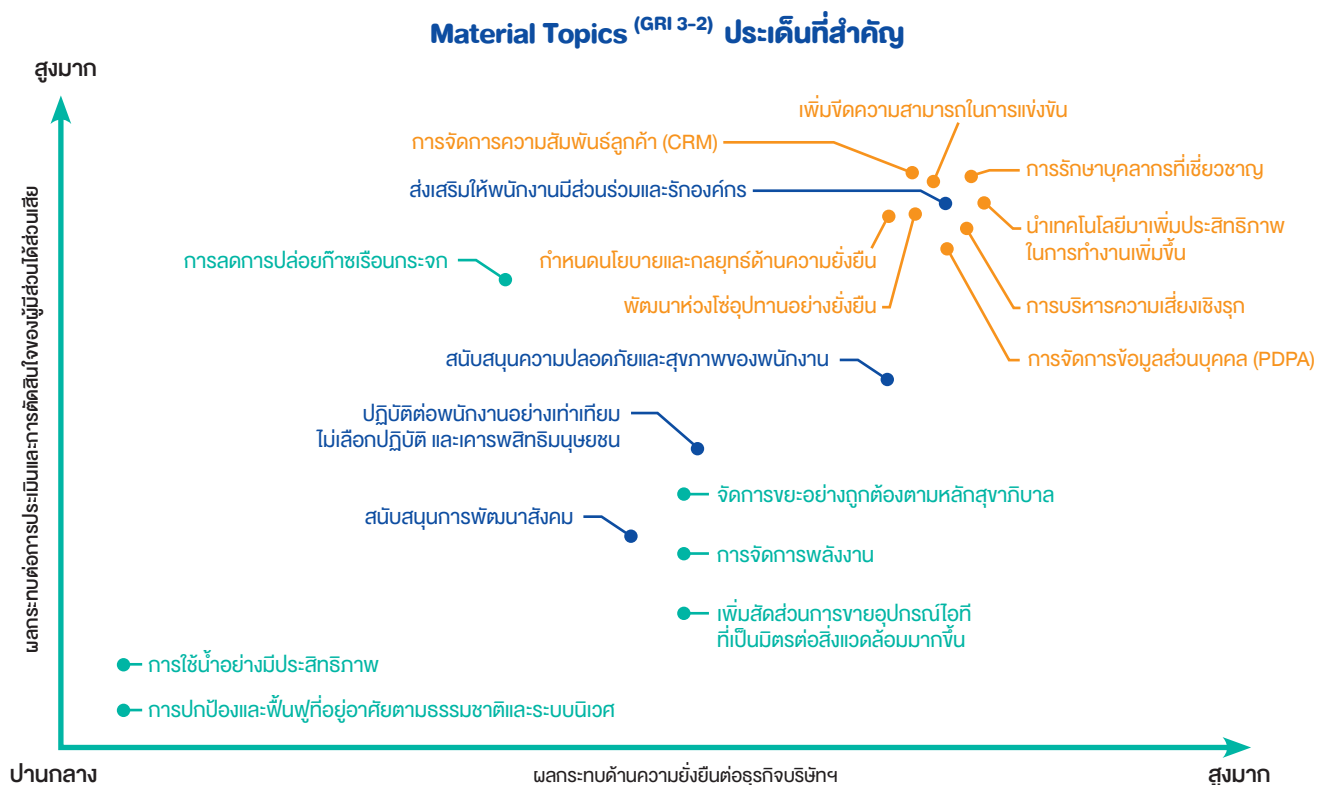 Material Topics (GRI 3-2) ประเด็นที่สำคัญ
สูงมาก
ผลกระทบต่อการประเมินและการตัดสินใจของผู้มีส่วนได้ส่วนเสีย
เพิ่มขีดความสามารถในการแข่งขัน
การจัดการความสัมพันธ์ลูกค้า (CRM)
การรักษาบุคลากรที่เชี่ยวชาญ
ส่งเสริมให้พนักงานมีส่วนร่วมและรักองค์กร
นำเทคโนโลยีมาเพิ่มประสิทธิภาพ
ในการทำงานเพิ่มขึ้น
การลดการปล่อยก๊าซเรือนกระจก
กำหนดนโยบายและกลยุทธ์ด้านความยั่งยืน
พัฒนาห่วงโซ่อุปทานอย่างยั่งยืน
การบริหารความเสี่ยงเชิงรุก
สนับสนุนความปลอดภัยและสุขภาพของพนักงาน
การจัดการข้อมูลส่วนบุคคล (PDPA)
ปฏิบัติต่อพนักงานอย่างเท่าเทียม
ไม่เลือกปฏิบัติ และเคารพสิทธิมนุษยชน
จัดการขยะอย่างถูกต้องตามหลักสุขาภิบาล
สนับสนุนการพัฒนาสังคม
การจัดการพลังงาน
เพิ่มสัดส่วนการขายอุปกรณ์ไอที
ที่เป็นมิตรต่อสิ่งแวดล้อมมากขึ้น
การใช้น้ำอย่างมีประสิทธิภาพ
การปกป้องและฟื้นฟูที่อยู่อาศัยตามธรรมชาติและระบบนิเวศ
ปานกลาง
ผลกระทบด้านความยั่งยืนต่อธุรกิจบริษัทฯ
สูงมาก